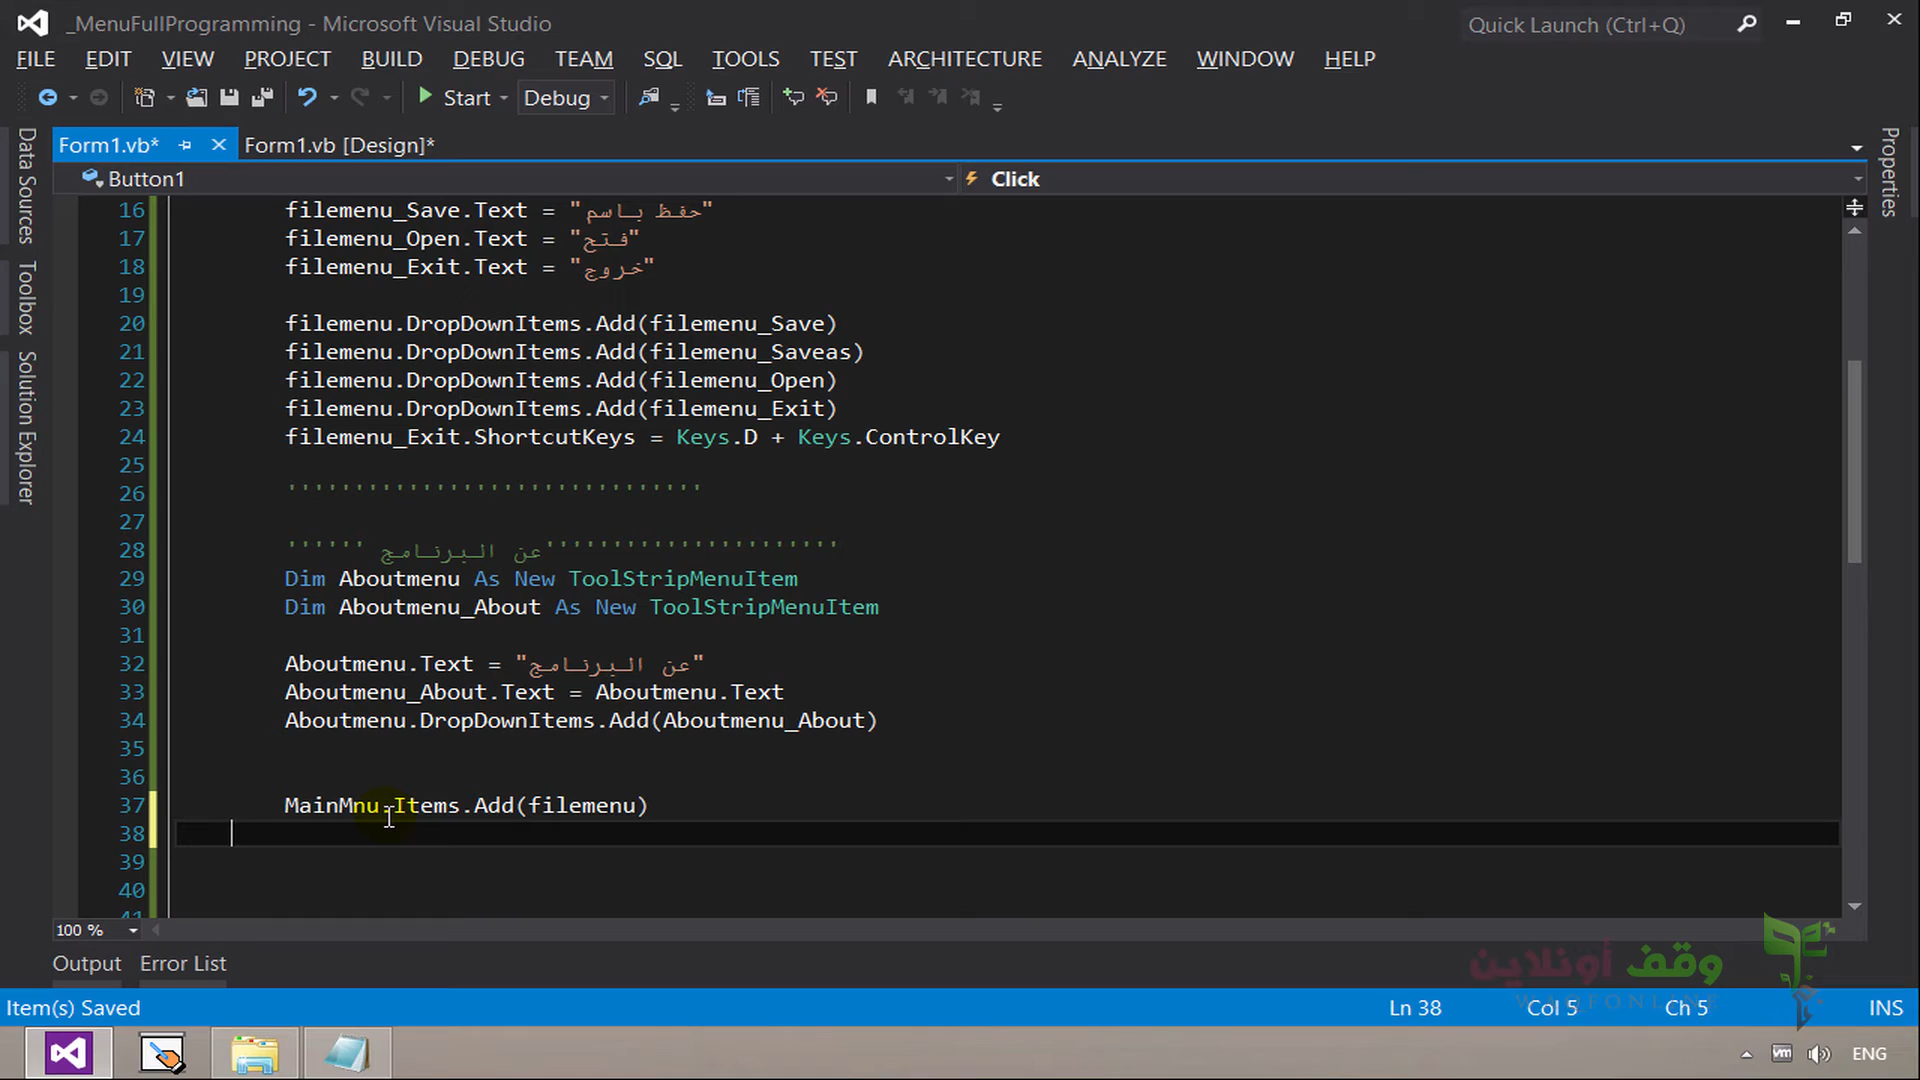 _MenuFullProgramming - Microsoft Visual Studio
Quick Launch (Ctrl+Q)
FILE EDIT VIEW PROJECT BUILD DEBUG TEAM SQL TOOLS TEST ARCHITECTURE ANALYZE WINDOW HELP
Start Debug
Form1.vb* Form1.vb [Design]*
Button1 Click
Data Sources
Toolbox
Solution Explorer
Properties
16 filemenu_Save.Text = "حفظ باسم"
17 filemenu_Open.Text = "فتح"
18 filemenu_Exit.Text = "خروج"
19
20 filemenu.DropDownItems.Add(filemenu_Save)
21 filemenu.DropDownItems.Add(filemenu_Saveas)
22 filemenu.DropDownItems.Add(filemenu_Open)
23 filemenu.DropDownItems.Add(filemenu_Exit)
24 filemenu_Exit.ShortcutKeys = Keys.D + Keys.ControlKey
25
26 '''''''''''''''''''''''''''''''
27
28 '''''' عن البرنامج''''''''''''''''''''''
29 Dim Aboutmenu As New ToolStripMenuItem
30 Dim Aboutmenu_About As New ToolStripMenuItem
31
32 Aboutmenu.Text = "عن البرنامج"
33 Aboutmenu_About.Text = Aboutmenu.Text
34 Aboutmenu.DropDownItems.Add(Aboutmenu_About)
35
36
37 MainMnu.Items.Add(filemenu)
38
39
40
41
100 %
Output Error List
وقف أونلاين
WAQFONLINE
Item(s) Saved Ln 38 Col 5 Ch 5 INS
ENG